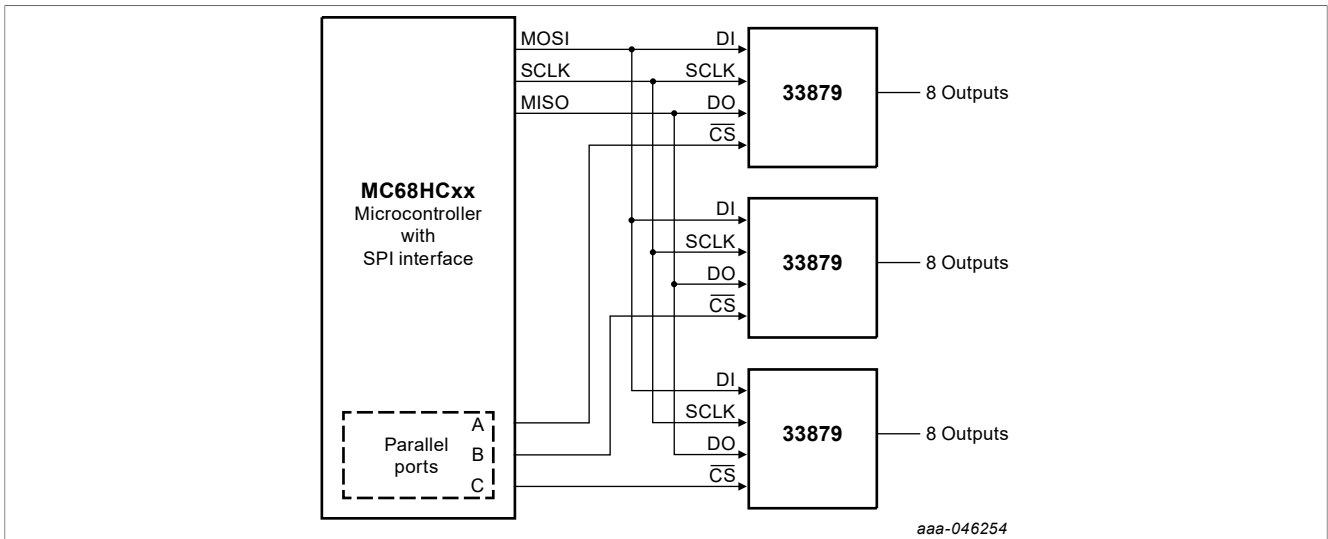 MOSI
SCLK
MISO
MC68HCxx
Microcontroller
with
SPI interface
Parallel
ports
A
B
C
DI
SCLK
DO
CS
33879
8 Outputs
DI
SCLK
DO
CS
33879
8 Outputs
DI
SCLK
DO
CS
33879
8 Outputs
aaa-046254